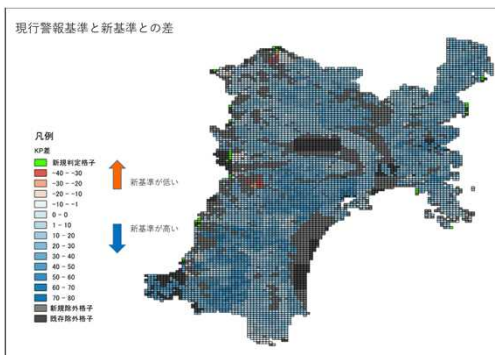 現行警報基準と新基準との差
凡例
KP差
新規判定格子
-40 - -30
-30 - -20
-20 - -10
-10 - -1
0 - 0
1 - 10
10 - 20
20 - 30
30 - 40
40 - 50
50 - 60
60 - 70
70 - 80
新規除外格子
既存除外格子
新基準が低い
新基準が高い